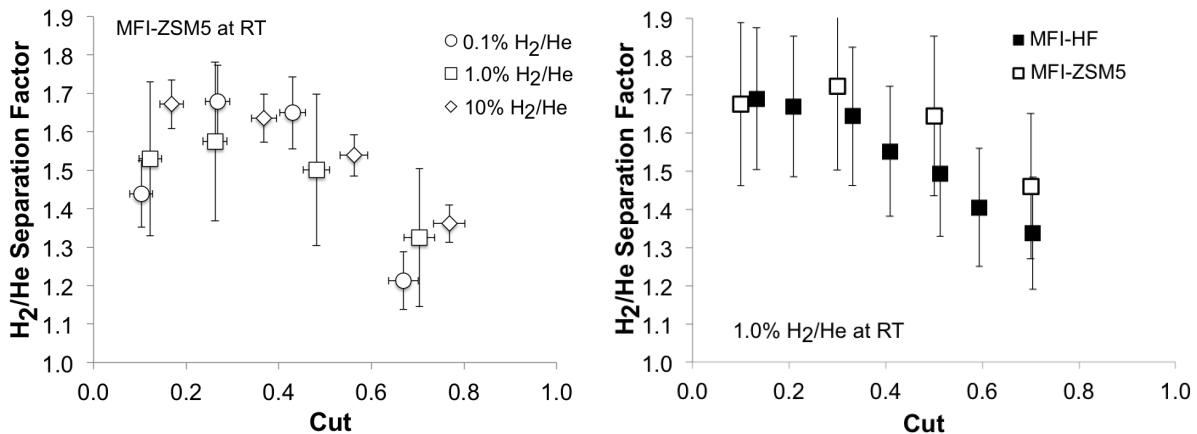 MFI-ZSM5 at RT
0.1% H2/He
1.0% H2/He
10% H2/He
H2/He Separation Factor
1.9
1.8
1.7
1.6
1.5
1.4
1.3
1.2
1.1
1.0
0.0 0.2 0.4 0.6 0.8 1.0
Cut
MFI-HF
MFI-ZSM5
H2/He Separation Factor
1.9
1.8
1.7
1.6
1.5
1.4
1.3
1.2
1.1
1.0
1.0% H2/He at RT
0.0 0.2 0.4 0.6 0.8 1.0
Cut